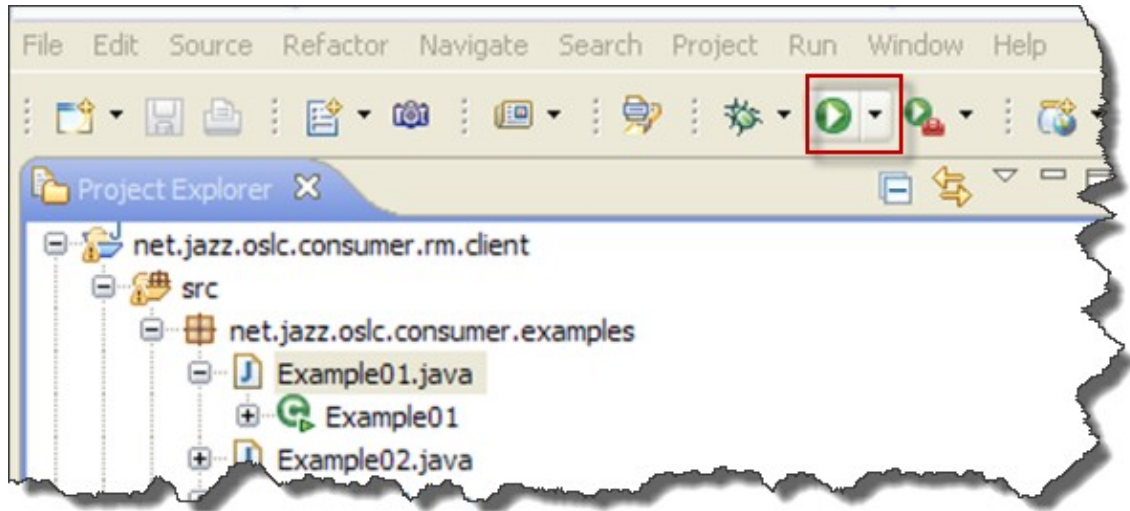 File Edit Source Refactor Navigate Search Project Run Window Help
Project Explorer
net.jazz.oslc.consumer.rm.client
src
net.jazz.oslc.consumer.examples
Example01.java
Example01
Example02.java